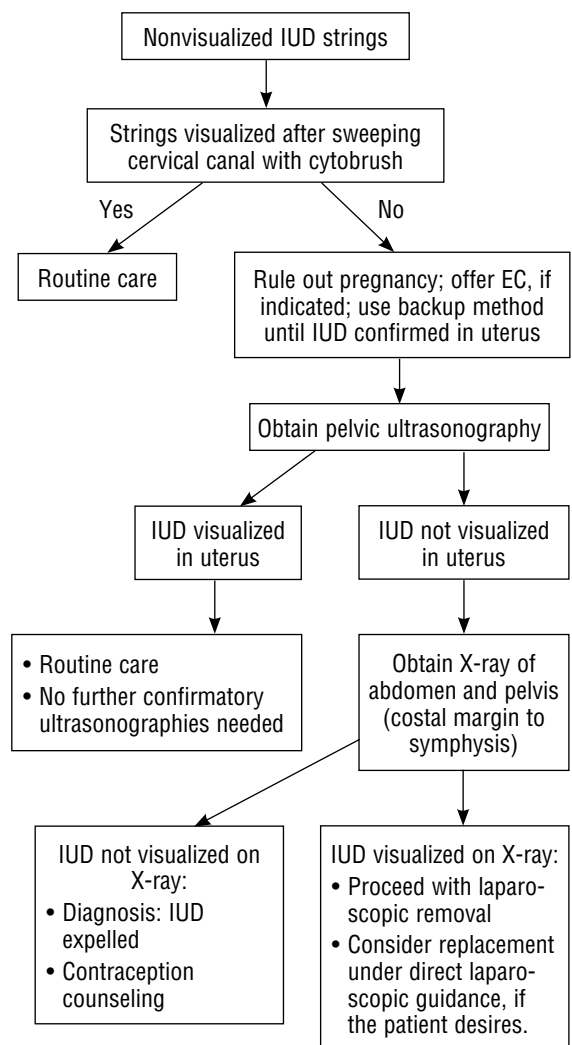 Nonvisualized IUD strings
Strings visualized after sweeping
cervical canal with cytobrush
Yes
No
Routine care
Rule out pregnancy; offer EC, if
indicated; use backup method
until IUD confirmed in uterus
Obtain pelvic ultrasonography
IUD visualized
in uterus
IUD not visualized
in uterus
• Routine care
• No further confirmatory
ultrasonographies needed
Obtain X-ray of
abdomen and pelvis
(costal margin to
symphysis)
IUD not visualized on
X-ray:
• Diagnosis: IUD
expelled
• Contraception
counseling
IUD visualized on X-ray:
• Proceed with laparo-
scopic removal
• Consider replacement
under direct laparo-
scopic guidance, if
the patient desires.